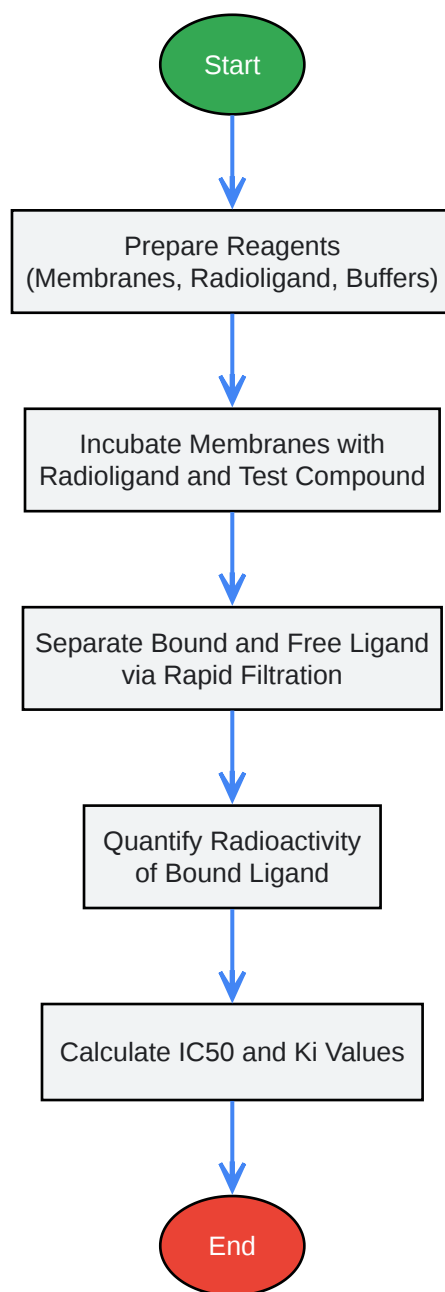 Start
Prepare Reagents
(Membranes, Radioligand, Buffers)
Incubate Membranes with
Radioligand and Test Compound
Separate Bound and Free Ligand
via Rapid Filtration
Quantify Radioactivity
of Bound Ligand
Calculate IC50 and Ki Values
End